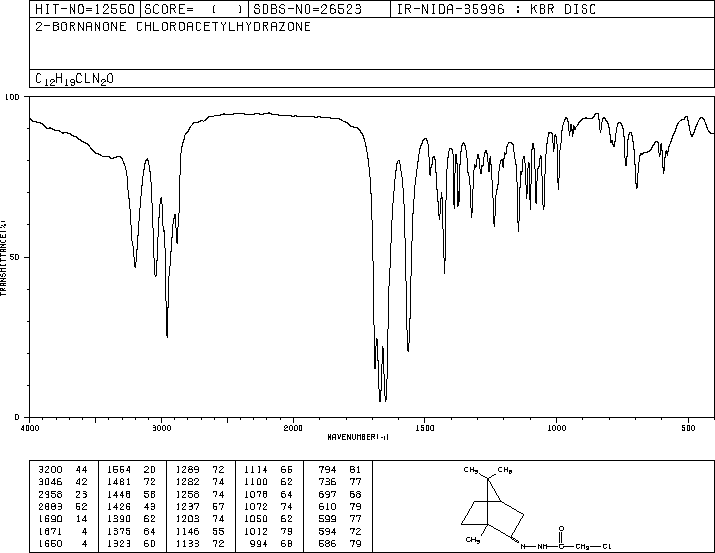 HIT-NO=12550 SCORE= ( ) SDBS-NO=26523 IR-NIDA-35996 : KBR DISC
2-BORNANONE CHLOROACETYLHYDRAZONE
C12H19CLN2O
100
50
0
TRANSMITTANCE(%)
4000 3000 2000 1500 1000 500
WAVENUMBER(-1)
3200 44 1564 20 1289 72 1114 66 794 81
3046 42 1481 72 1282 74 1100 62 736 77
2958 23 1448 58 1258 74 1078 64 697 68
2883 52 1426 43 1237 57 1072 74 610 79
1690 14 1390 62 1203 74 1050 62 599 77
1671 4 1375 64 1146 55 1012 79 594 72
1650 4 1323 60 1133 72 994 68 586 79
CH3 CH3
CH3
O
N NH C CH2 Cl